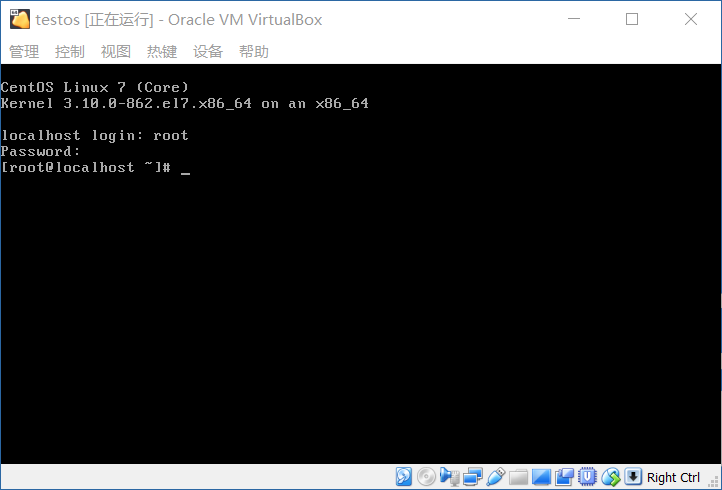 testos [正在运行] - Oracle VM VirtualBox
管理 控制 视图 热键 设备 帮助
CentOS Linux 7 (Core)
Kernel 3.10.0-862.el7.x86_64 on an x86_64
localhost login: root
Password:
[root@localhost ~]# _
Right Ctrl